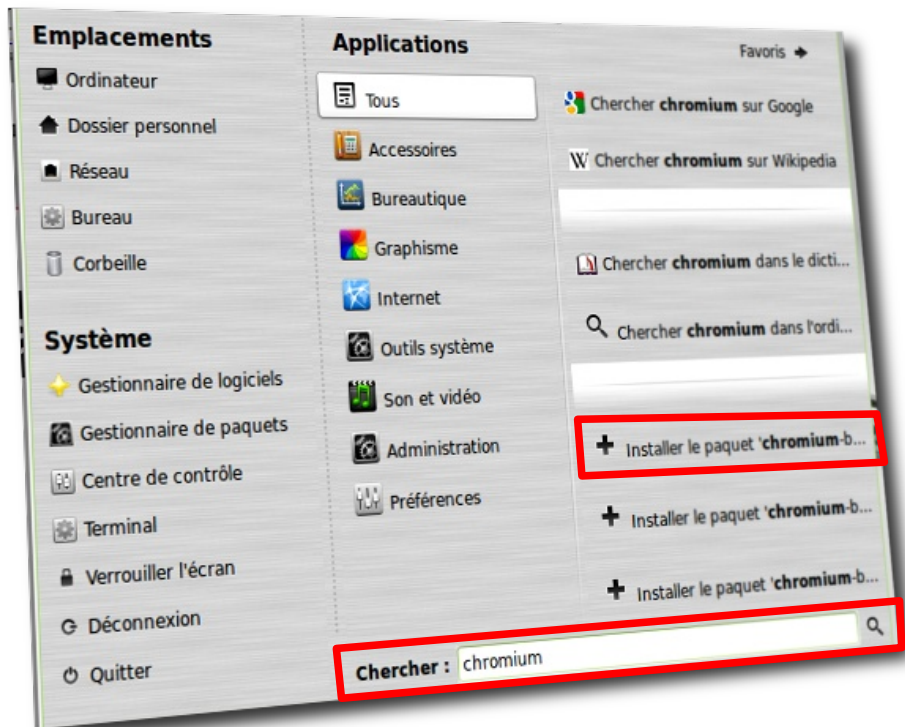 Emplacements
Ordinateur
Dossier personnel
Réseau
Bureau
Corbeille
Système
Gestionnaire de logiciels
Gestionnaire de paquets
Centre de contrôle
Terminal
Verrouiller l'écran
Déconnexion
Quitter
Applications
Tous
Accessoires
Bureautique
Graphisme
Internet
Outils système
Son et vidéo
Administration
Préférences
Favoris
Chercher chromium sur Google
W Chercher chromium sur Wikipedia
Chercher chromium dans le dicti...
Chercher chromium dans l'ordi...
Installer le paquet 'chromium-b...
Installer le paquet 'chromium-b...
Installer le paquet 'chromium-b...
Chercher : chromium